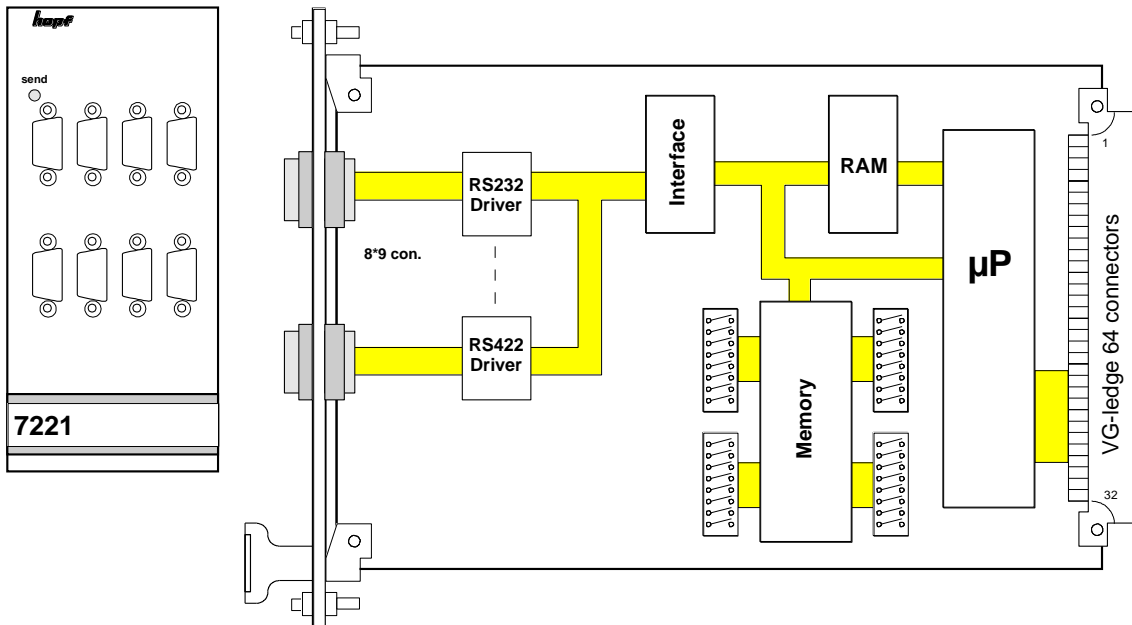 hopf
send
7221
RS232
Driver
8*9 con.
RS422
Driver
Interface
RAM
µP
Memory
1
VG-ledge 64 connectors
32